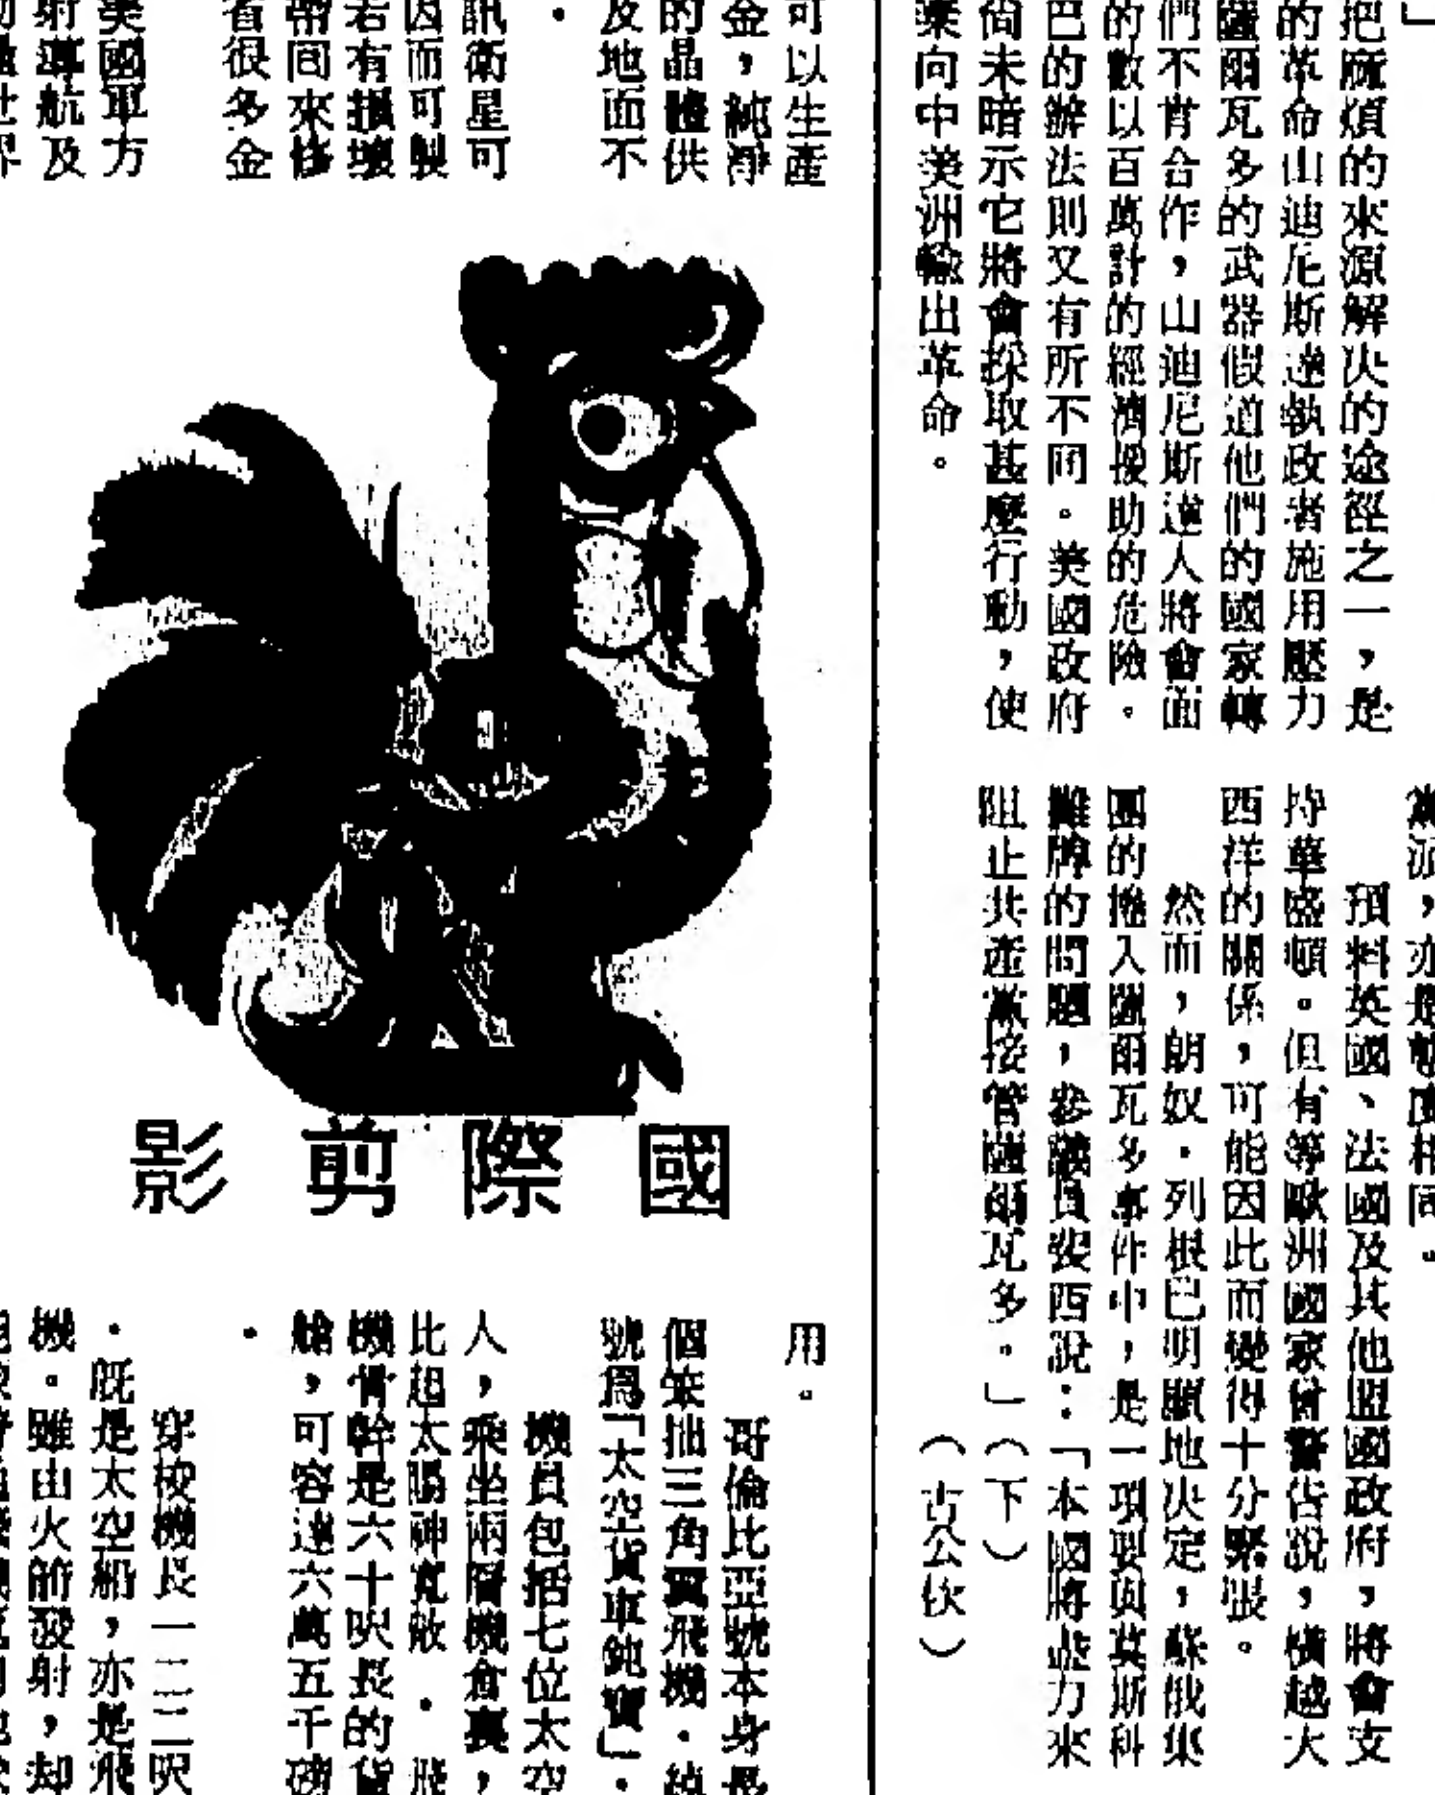 」
把麻煩的來源解决的途徑之一，是
的革命山迪尼斯達執政者施用壓力
薩爾瓦多的武器假道他們的國家轉
們不肯合作，山迪尼斯達人將會面
的數以百萬計的經濟援助的危險。
巴的辦法則又有所不同。美國政府
尚未暗示它將會採取甚麼行動，使
向中美洲輸出革命。
亦是態度相同。
預料英國、法國及其他盟國政府，將會支
持華盛頓。但有等歐洲國家曾警告說，橫越大
西洋的關係，可能因此而變得十分緊張。
然而，朗奴·列根已明顯地决定，蘇俄集
團的捲入薩爾瓦多事件中，是一項要與莫斯科
攤牌的問題，參議員裴西說：「本國將盡力來
阻止共產黨接管薩爾瓦多。」（下）
（古公》
可以生產
金，純淨
的晶體供
及地面不
·
訊衛星可
因而可製
若有損壞
帶回來修
省很多金
美國軍方
射導航及
國際剪影
用。
哥倫比亞號本身長
個笨拙三角翼飛機·綽
號爲「太空貨車鈍寶」·
機員包括七位太空
人，乘坐兩層機倉裏，
比起太陽神寬敞·飛
機骨幹是六十呎長的貨
艙，可容達六萬五千磅
·
穿梭機長一二二呎
·既是太空船，亦是飛
機。雖由火箭發射，却